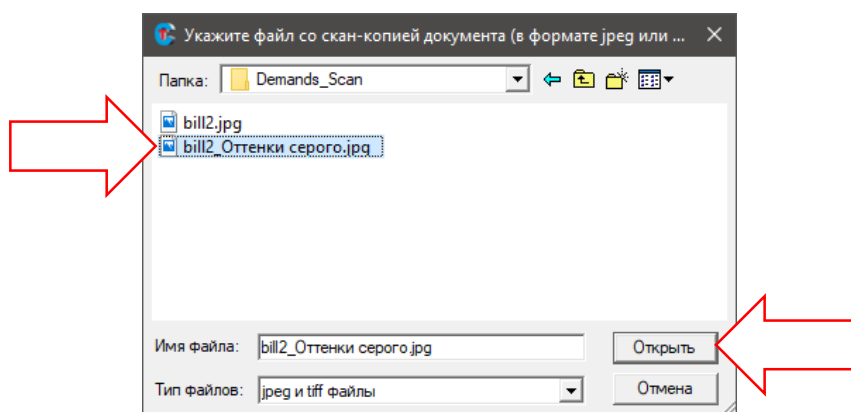 Укажите файл со скан-копией документа (в формате jpeg или ...
Папка: Demands_Scan
bill2.jpg
bill2_Оттенки серого.jpg
Имя файла: bill2_Оттенки серого.jpg Открыть
Тип файлов: jpeg и tiff файлы Отмена